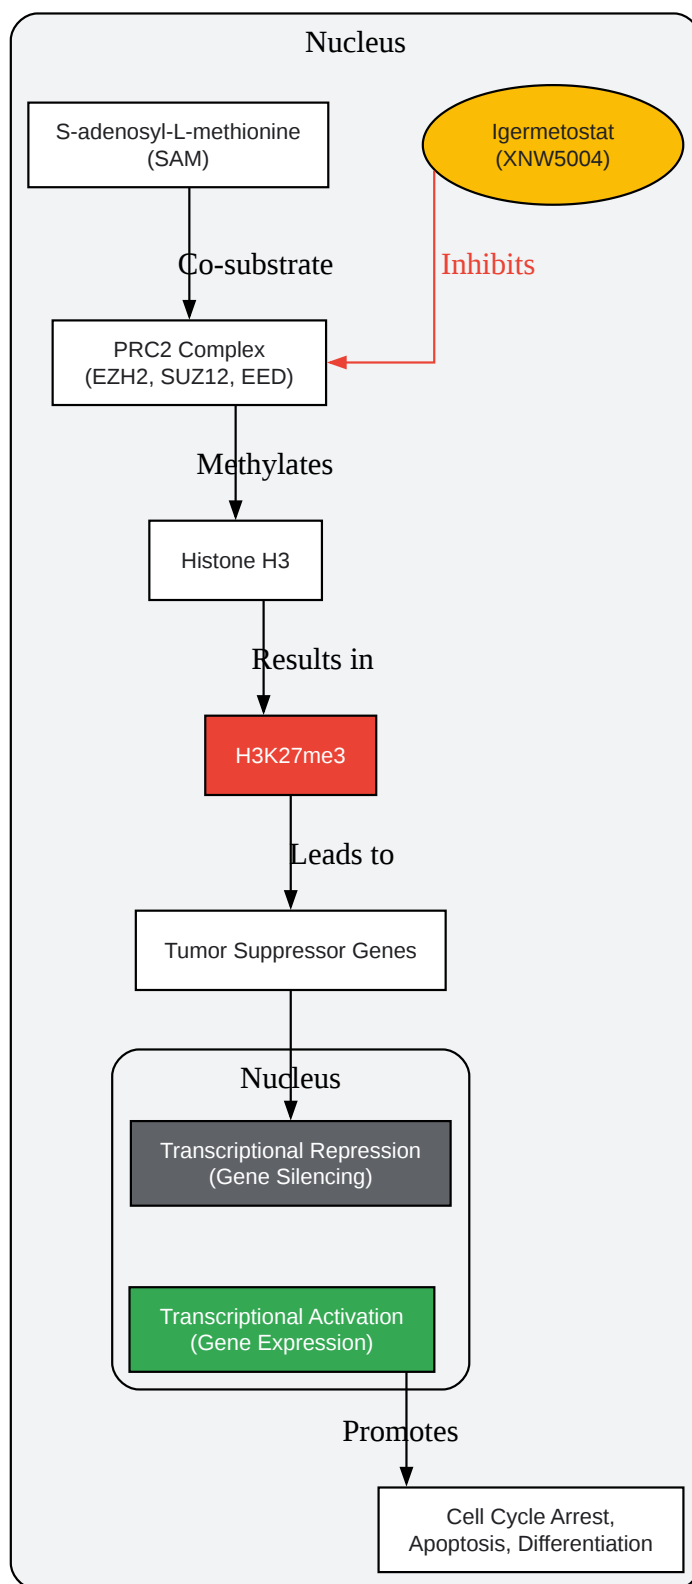 Nucleus
S-adenosyl-L-methionine
(SAM)
Igermetostat
(XNW5004)
Co-substrate
Inhibits
PRC2 Complex
(EZH2, SUZ12, EED)
Methylates
Histone H3
Results in
H3K27me3
Leads to
Tumor Suppressor Genes
Nucleus
Transcriptional Repression
(Gene Silencing)
Transcriptional Activation
(Gene Expression)
Promotes
Cell Cycle Arrest,
Apoptosis, Differentiation